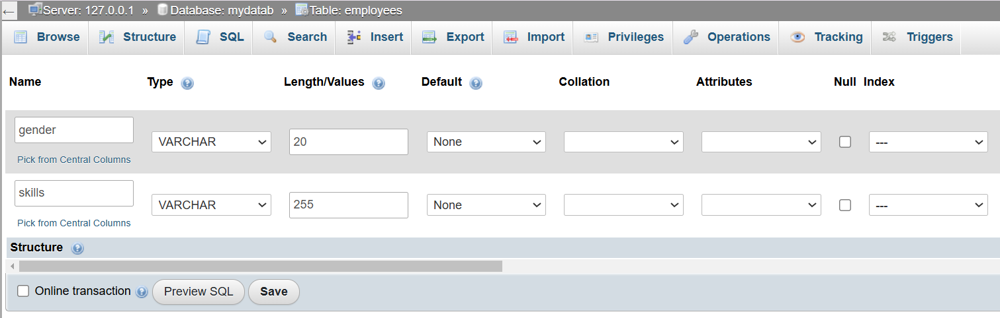 Server: 127.0.0.1 » Database: mydatab » Table: employees
Browse Structure SQL Search Insert Export Import Privileges Operations Tracking Triggers
Name Type Length/Values Default Collation Attributes Null Index
gender VARCHAR 20 None ---
Pick from Central Columns
skills VARCHAR 255 None ---
Pick from Central Columns
Structure
Online transaction Preview SQL Save